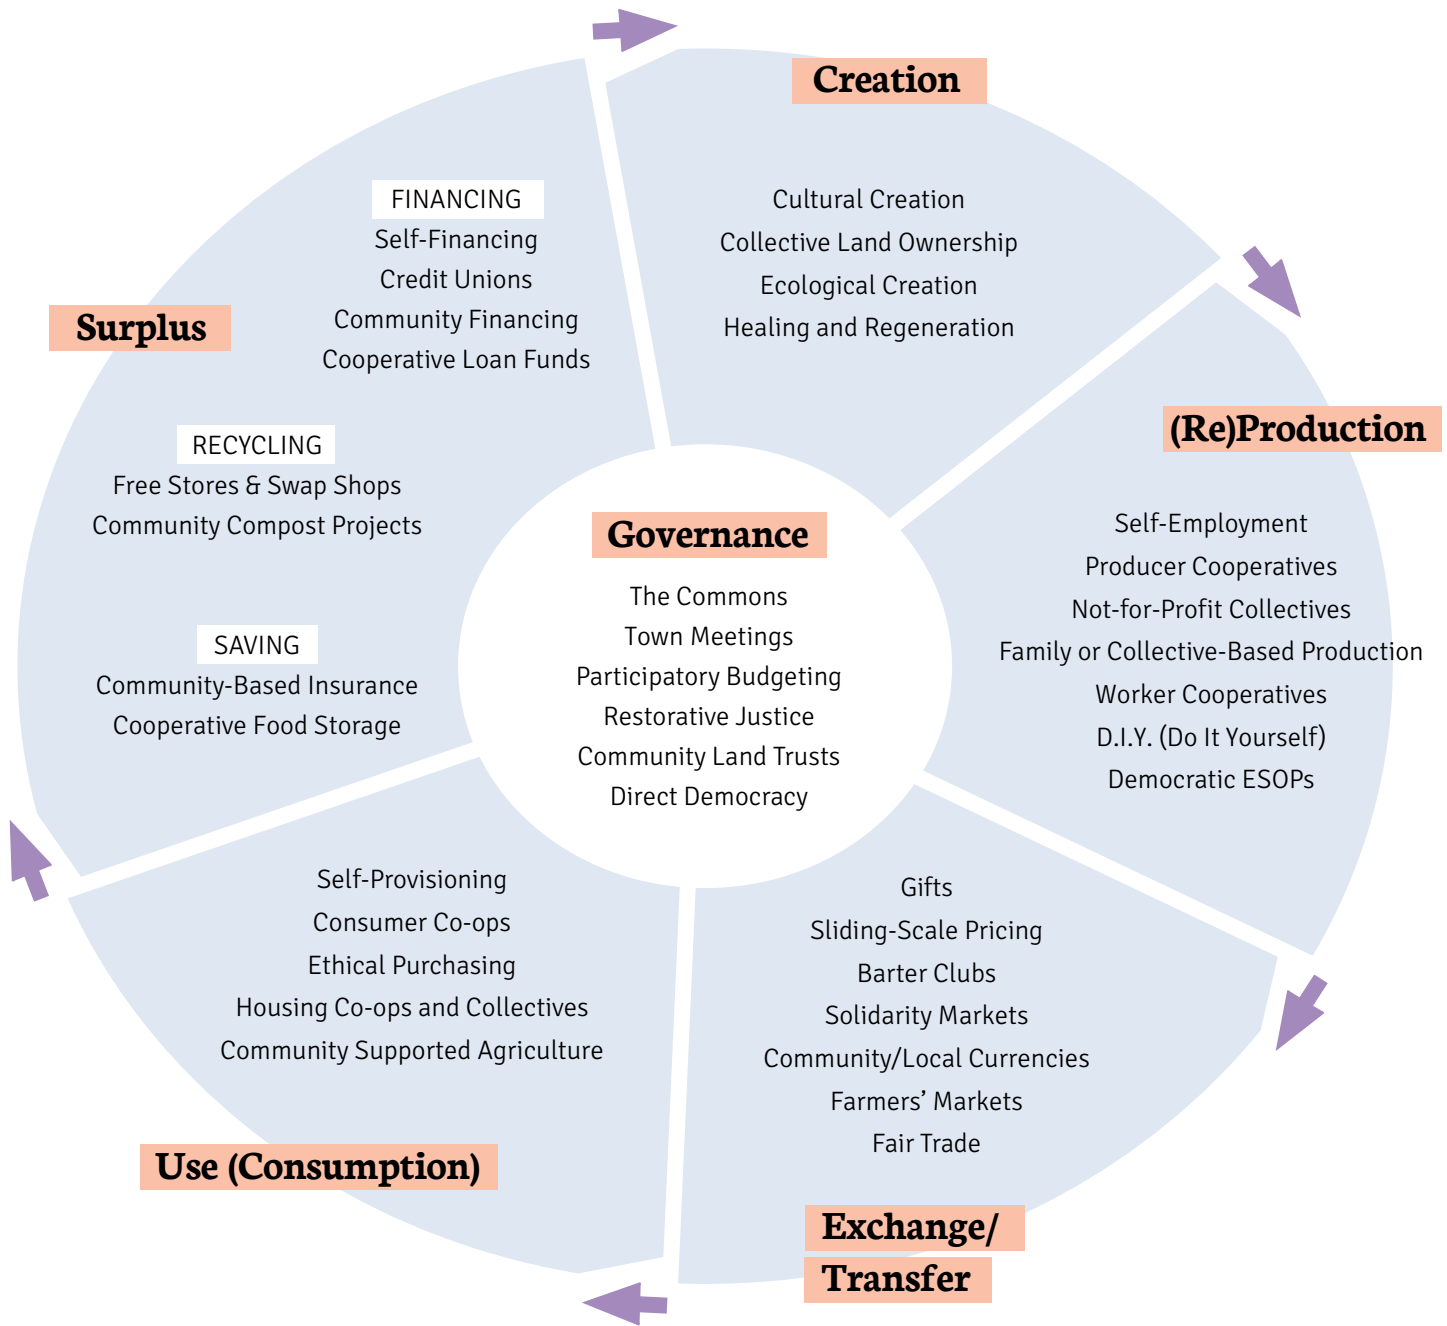 Creation
Cultural Creation
Collective Land Ownership
Ecological Creation
Healing and Regeneration
(Re)Production
Self-Employment
Producer Cooperatives
Not-for-Profit Collectives
Family or Collective-Based Production
Worker Cooperatives
D.I.Y. (Do It Yourself)
Democratic ESOPs
Gifts
Sliding-Scale Pricing
Barter Clubs
Solidarity Markets
Community/Local Currencies
Farmers’ Markets
Fair Trade
Exchange/
Transfer
Self-Provisioning
Consumer Co-ops
Ethical Purchasing
Housing Co-ops and Collectives
Community Supported Agriculture
Use (Consumption)
Surplus
FINANCING
Self-Financing
Credit Unions
Community Financing
Cooperative Loan Funds
RECYCLING
Free Stores & Swap Shops
Community Compost Projects
SAVING
Community-Based Insurance
Cooperative Food Storage
Governance
The Commons
Town Meetings
Participatory Budgeting
Restorative Justice
Community Land Trusts
Direct Democracy